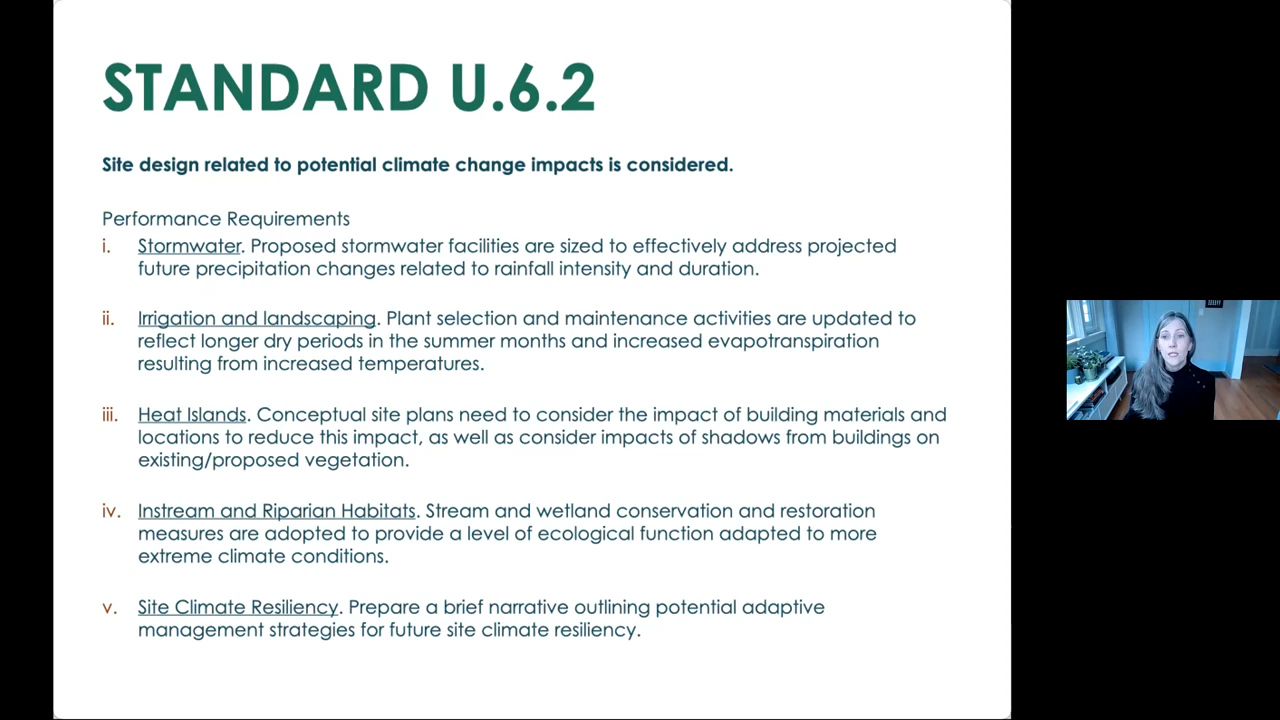 STANDARD U.6.2
Site design related to potential climate change impacts is considered.
Performance Requirements
i. Stormwater. Proposed stormwater facilities are sized to effectively address projected
future precipitation changes related to rainfall intensity and duration.
ii. Irrigation and landscaping. Plant selection and maintenance activities are updated to
reflect longer dry periods in the summer months and increased evapotranspiration
resulting from increased temperatures.
iii. Heat Islands. Conceptual site plans need to consider the impact of building materials and
locations to reduce this impact, as well as consider impacts of shadows from buildings on
existing/proposed vegetation.
iv. Instream and Riparian Habitats. Stream and wetland conservation and restoration
measures are adopted to provide a level of ecological function adapted to more
extreme climate conditions.
v. Site Climate Resiliency. Prepare a brief narrative outlining potential adaptive
management strategies for future site climate resiliency.